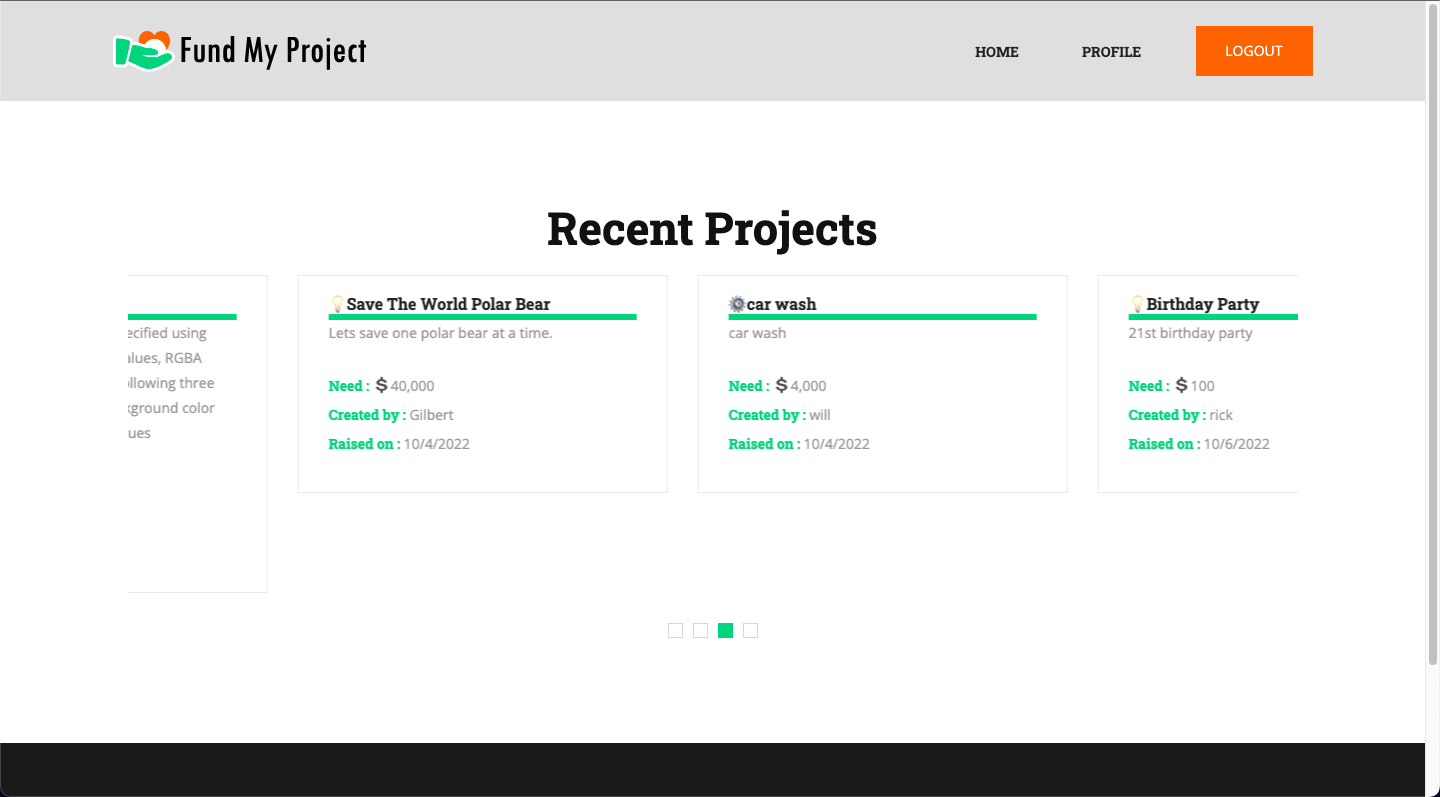 Fund My Project
HOME
PROFILE
LOGOUT
Recent Projects
ecified using
alues, RGBA
ollowing three
kground color
ues
Save The World Polar Bear
Lets save one polar bear at a time.
Need : $ 40,000
Created by : Gilbert
Raised on : 10/4/2022
car wash
car wash
Need : $ 4,000
Created by : will
Raised on : 10/4/2022
Birthday Party
21st birthday party
Need : $ 100
Created by : rick
Raised on : 10/6/2022